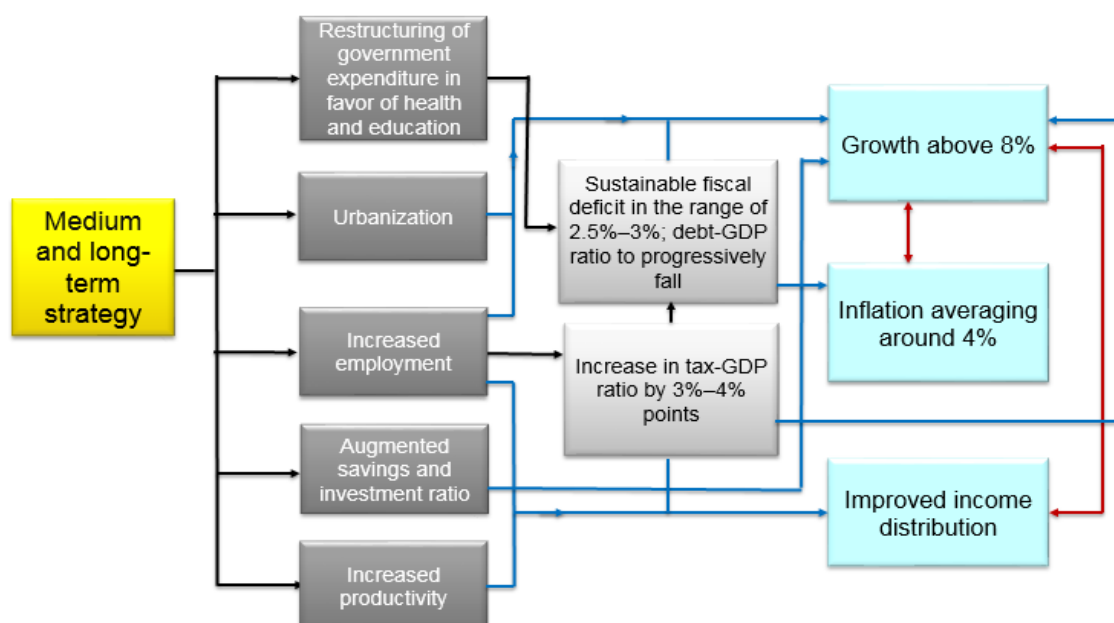 Medium
and long-
term
strategy
Restructuring of
government
expenditure in
favor of health
and education
Urbanization
Increased
employment
Augmented
savings and
investment ratio
Increased
productivity
Sustainable fiscal
deficit in the range of
2.5%–3%; debt-GDP
ratio to progressively
fall
Increase in tax-GDP
ratio by 3%–4%
points
Growth above 8%
Inflation averaging
around 4%
Improved income
distribution